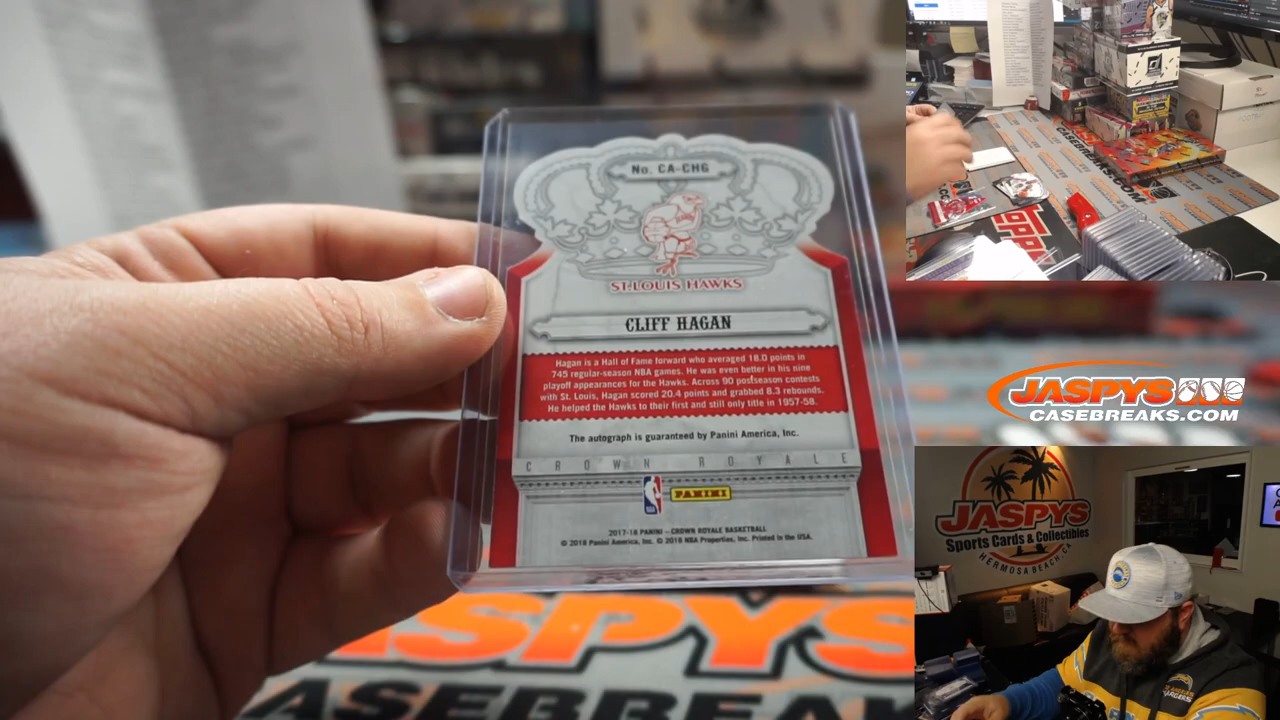 No. CA-CHG
ST. LOUIS HAWKS
CLIFF HAGAN
Hagan is a Hall of Fame forward who averaged 18.0 points in
745 regular-season NBA games. He was even better in his nine
playoff appearances for the Hawks. Across 90 postseason contests
with St. Louis, Hagan scored 20.4 points and grabbed 8.3 rebounds.
He helped the Hawks to their first and still only title in 1957-58.
The autograph is guaranteed by Panini America, Inc.
CROWN ROYALE
NBA
PANINI
2017-18 PANINI – CROWN ROYALE BASKETBALL
© 2018 Panini America, Inc. © 2018 NBA Properties, Inc. Printed in the USA.
JASPYS
CASEBREAKS.COM
JASPYS
CASEBREAKS.COM
JASPYS
Sports Cards & Collectibles
HERMOSA BEACH, CA
CHARGERS